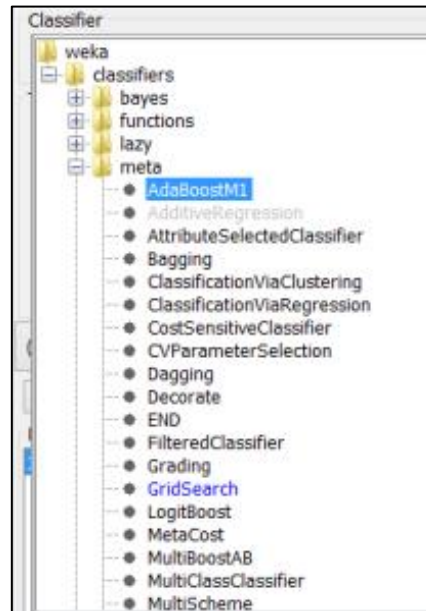 Classifier
weka
classifiers
bayes
functions
lazy
meta
AdaBoostM1
AdditiveRegression
AttributeSelectedClassifier
Bagging
ClassificationViaClustering
ClassificationViaRegression
CostSensitiveClassifier
CVParameterSelection
Dagging
Decorate
END
FilteredClassifier
Grading
GridSearch
LogitBoost
MetaCost
MultiBoostAB
MultiClassClassifier
MultiScheme